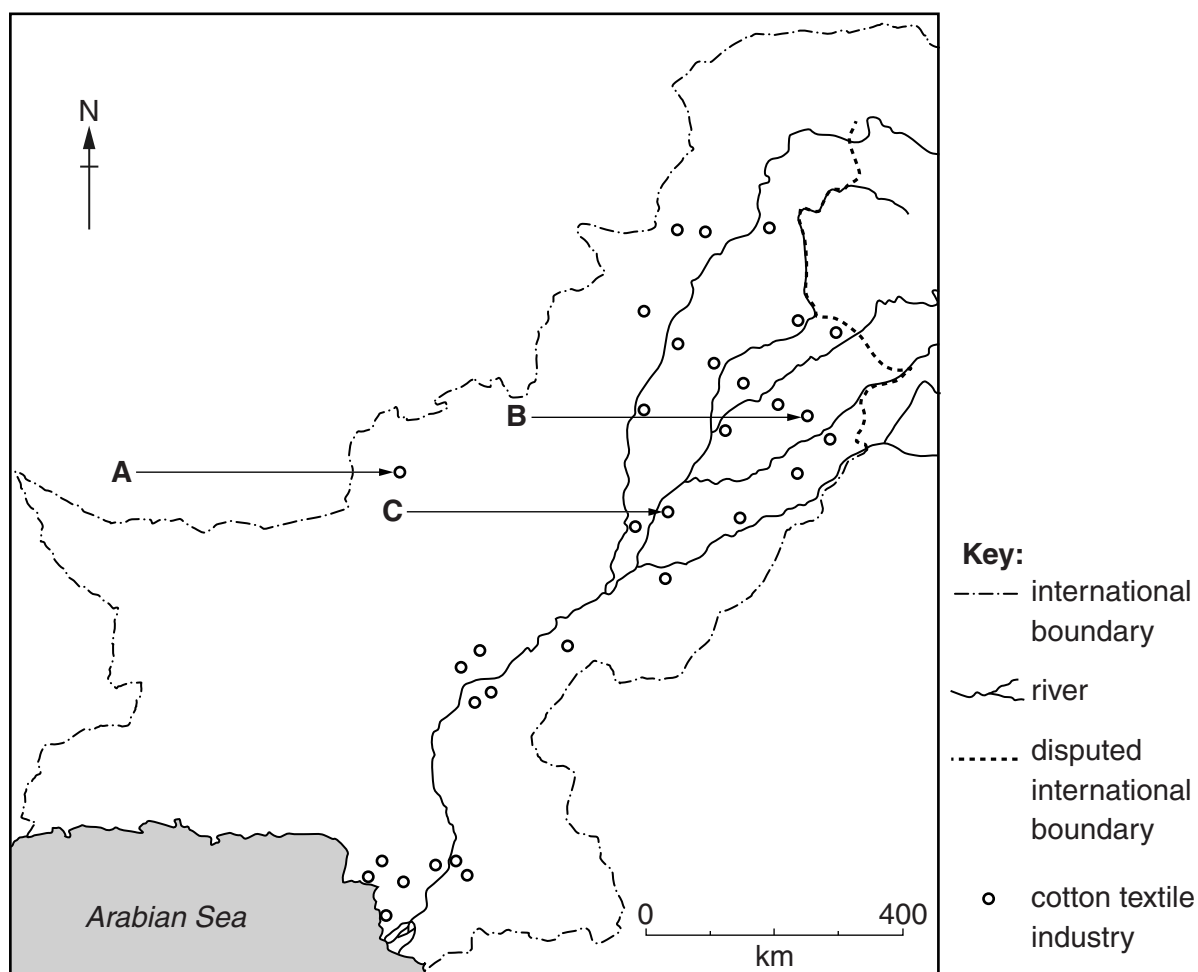 N
B
A
C
Arabian Sea
0 400
km
Key:
international
boundary
river
disputed
international
boundary
cotton textile
industry